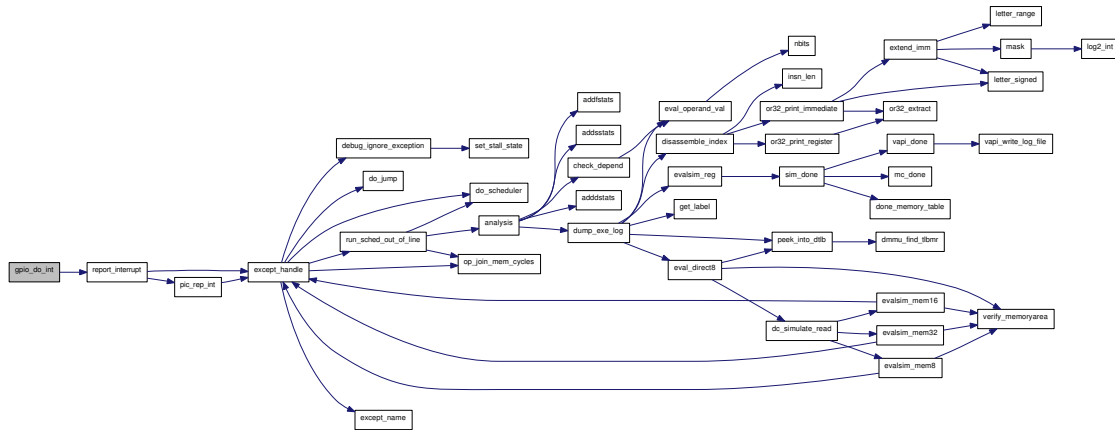 letter_range
nbits
extend_imm
mask
log2_int
insn_len
letter_signed
addfstats
eval_operand_val
or32_print_immediate
or32_extract
addsstats
debug_ignore_exception
set_stall_state
disassemble_index
or32_print_register
vapi_done
vapi_write_log_file
check_depend
do_jump
evalsim_reg
sim_done
mc_done
do_scheduler
adddstats
get_label
done_memory_table
analysis
dump_exe_log
run_sched_out_of_line
peek_into_dtlb
dmmu_find_tlbmr
op_join_mem_cycles
gpio_do_int
report_interrupt
except_handle
eval_direct8
pic_rep_int
evalsim_mem16
verify_memoryarea
dc_simulate_read
evalsim_mem32
evalsim_mem8
except_name